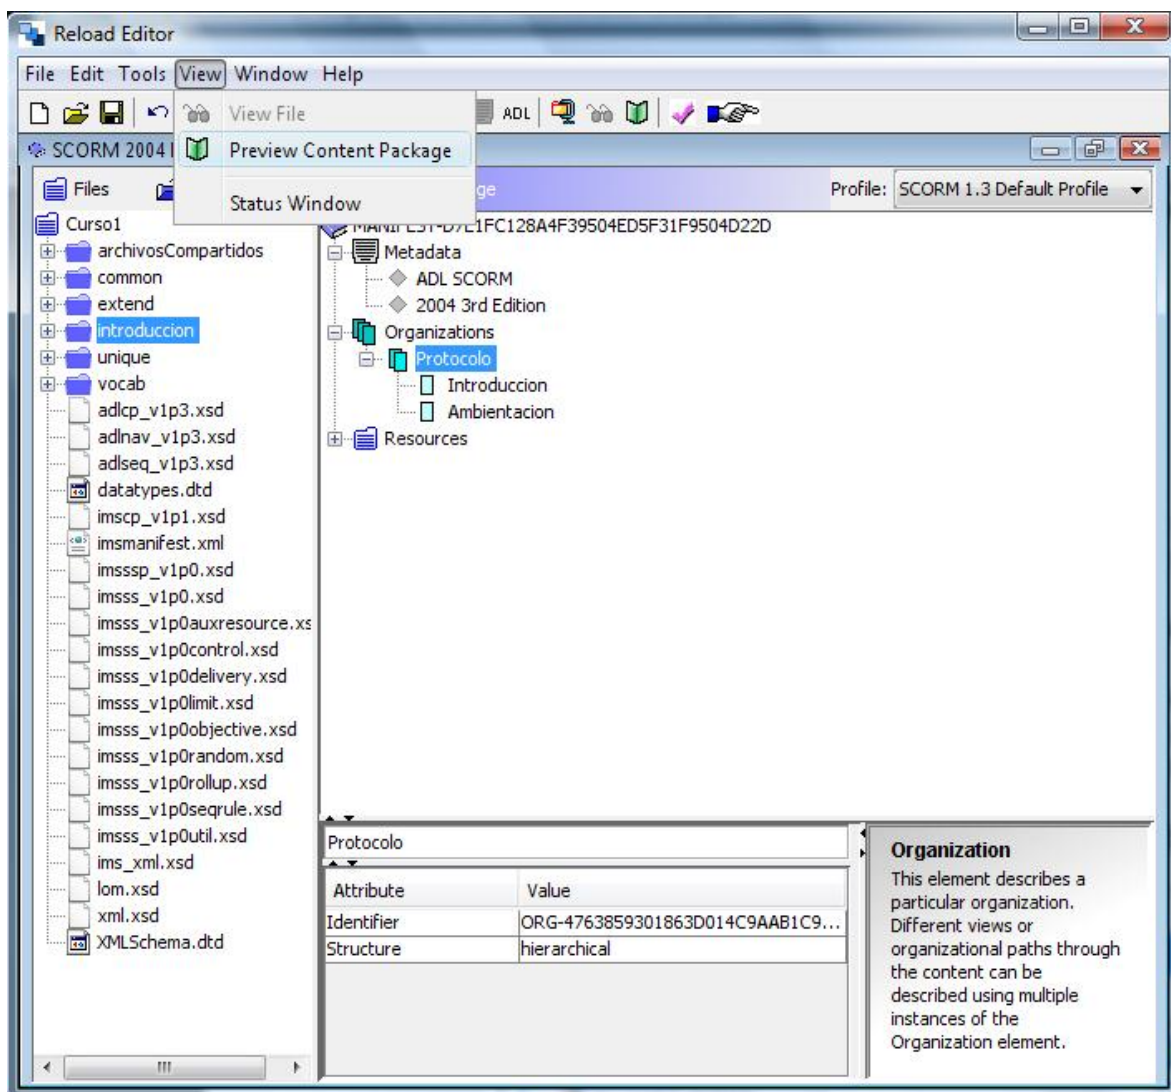 Reload Editor
File Edit Tools View Window Help
View File
ADL
Preview Content Package
Status Window
SCORM 2004
Files
Profile: SCORM 1.3 Default Profile
Curso1
archivosCompartidos
common
extend
introduccion
unique
vocab
adlcp_v1p3.xsd
adlnav_v1p3.xsd
adlseq_v1p3.xsd
datatypes.dtd
imscp_v1p1.xsd
imsmanifest.xml
imsssp_v1p0.xsd
imsss_v1p0.xsd
imsss_v1p0auxresource.xs
imsss_v1p0control.xsd
imsss_v1p0delivery.xsd
imsss_v1p0limit.xsd
imsss_v1p0objective.xsd
imsss_v1p0random.xsd
imsss_v1p0rollup.xsd
imsss_v1p0seqrule.xsd
imsss_v1p0util.xsd
ims_xml.xsd
lom.xsd
xml.xsd
XMLSchema.dtd
Metadata
ADL SCORM
2004 3rd Edition
Organizations
Protocolo
Introduccion
Ambientacion
Resources
Protocolo
Attribute Value
Identifier ORG-4763859301863D014C9AAB1C9...
Structure hierarchical
Organization
This element describes a
particular organization.
Different views or
organizational paths through
the content can be
described using multiple
instances of the
Organization element.